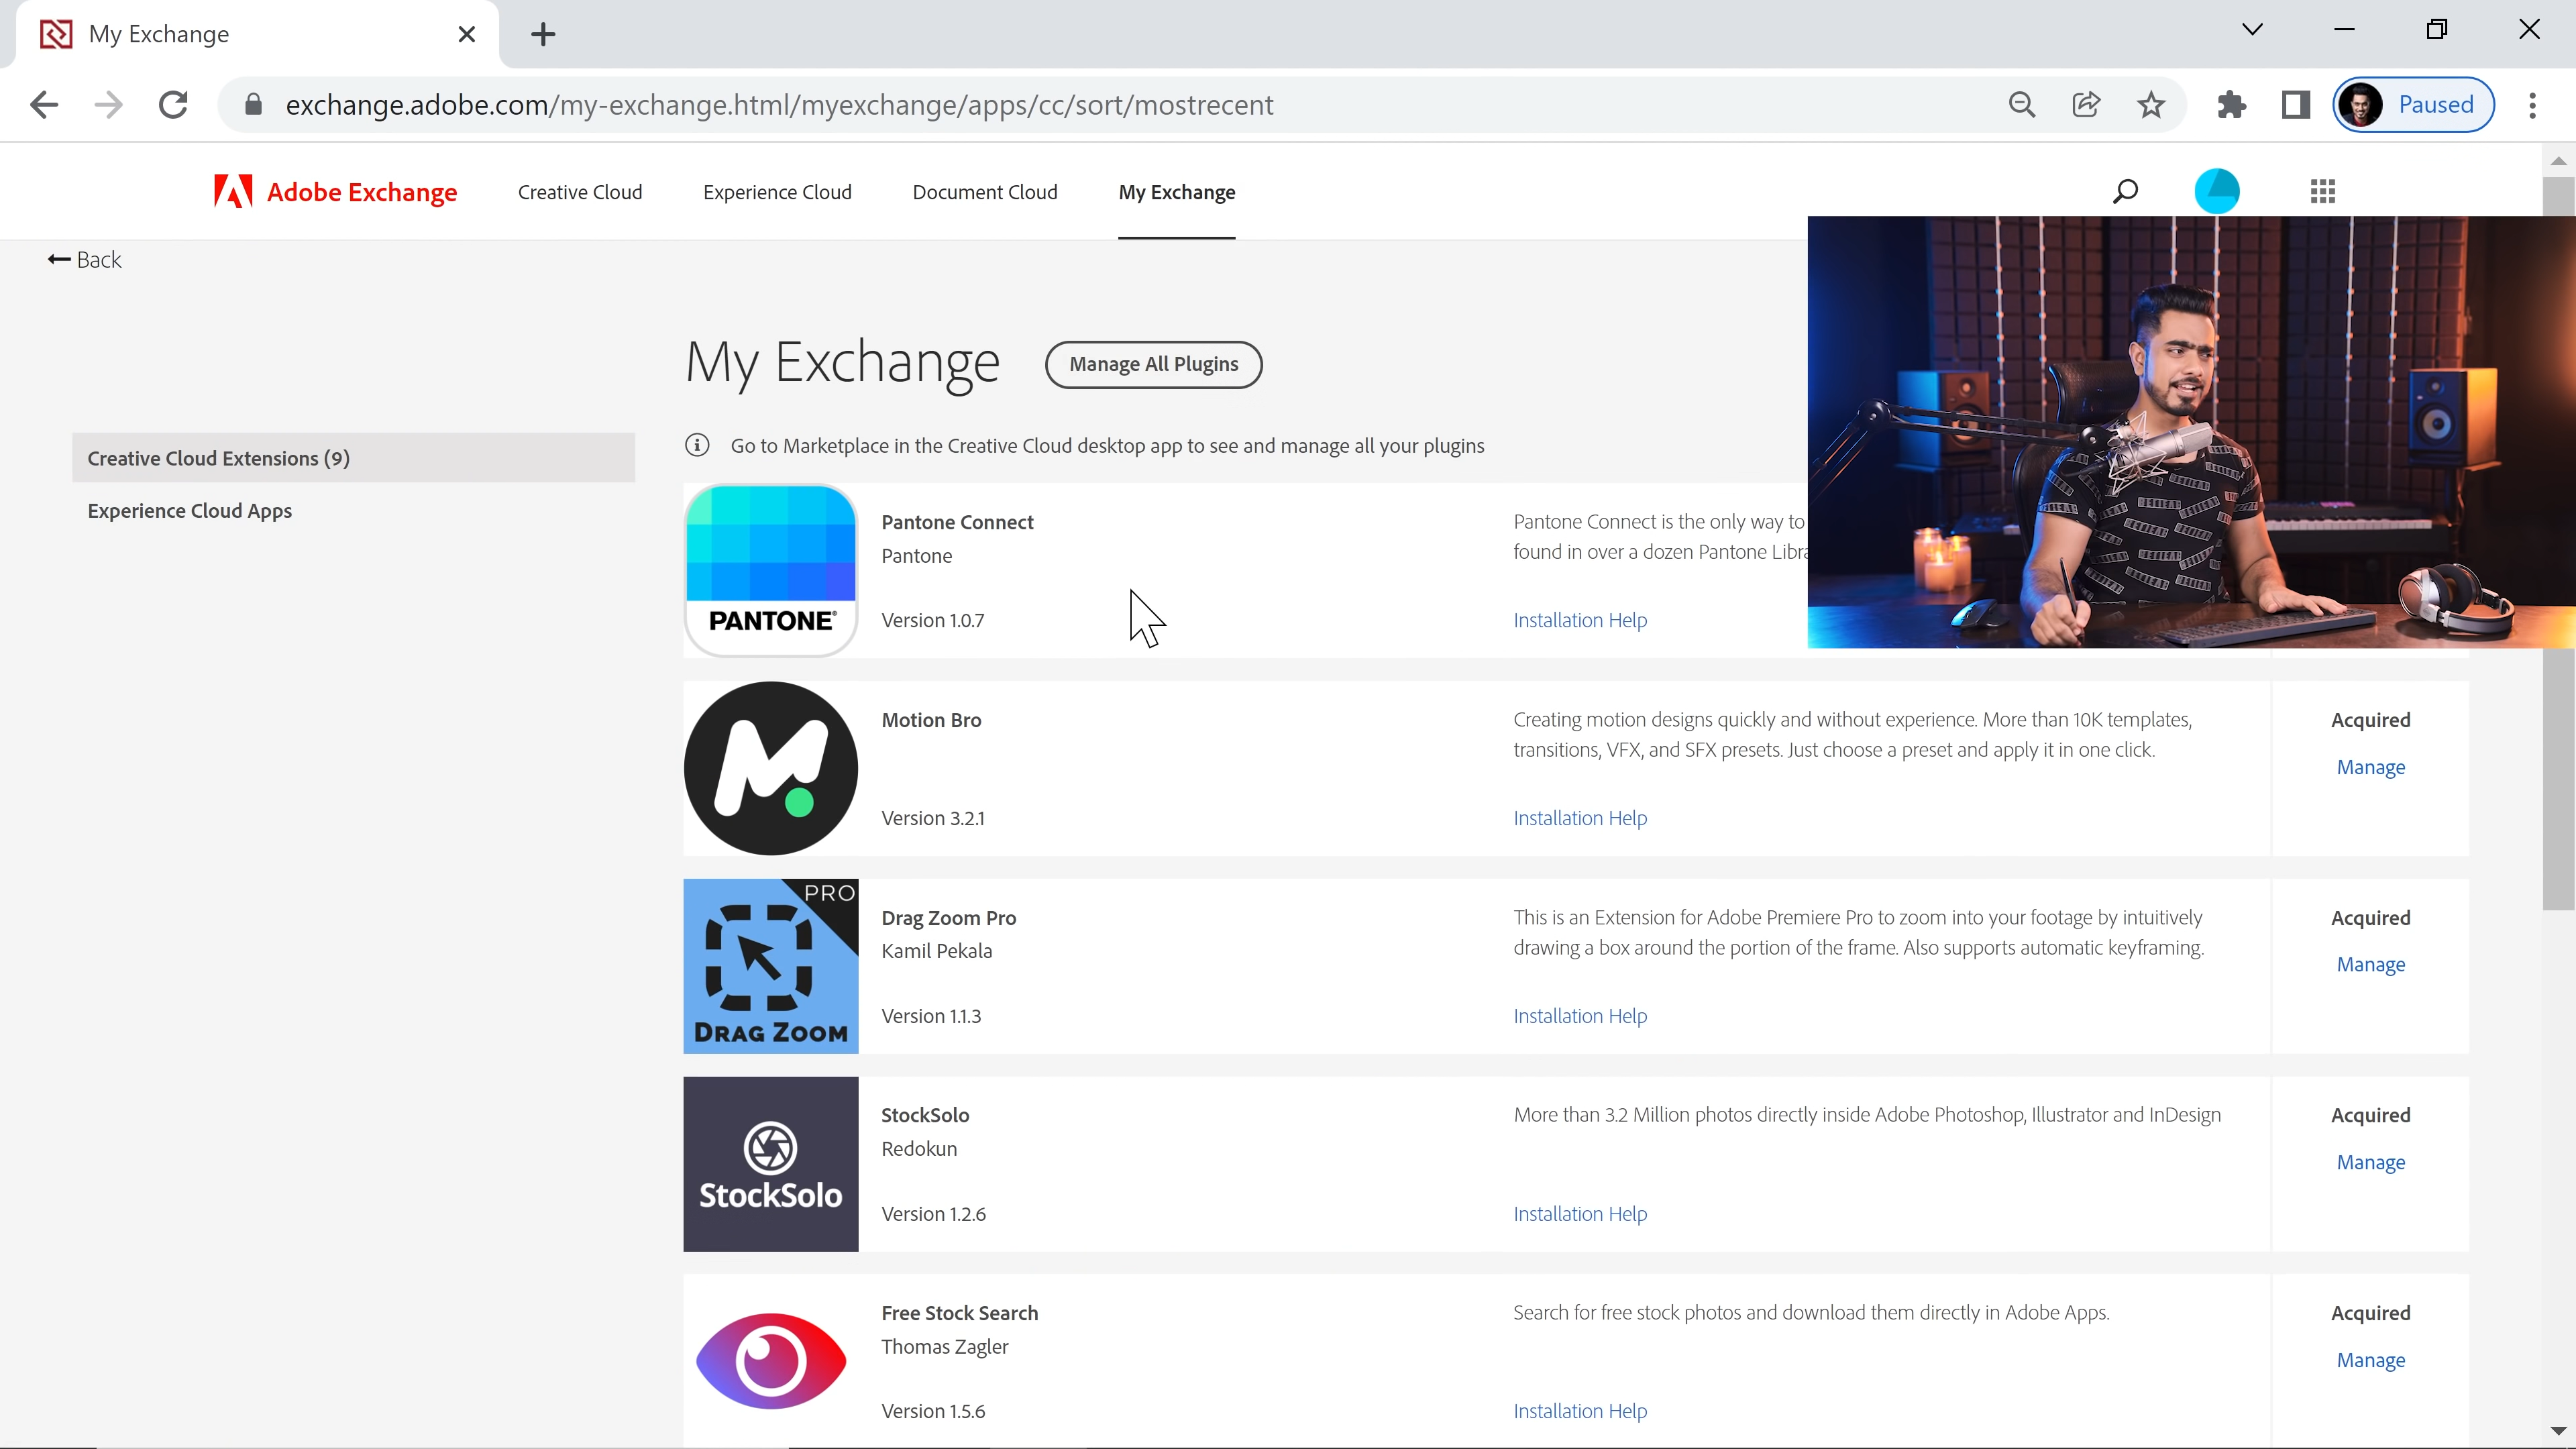 My Exchange
exchange.adobe.com/my-exchange.html/myexchange/apps/cc/sort/mostrecent
Paused
Adobe Exchange
Creative Cloud
Experience Cloud
Document Cloud
My Exchange
Back
My Exchange
Manage All Plugins
Go to Marketplace in the Creative Cloud desktop app to see and manage all your plugins
Creative Cloud Extensions (9)
Experience Cloud Apps
PANTONE®
Pantone Connect
Pantone
Version 1.0.7
Pantone Connect is the only way to
found in over a dozen Pantone
Installation Help
Motion Bro
Version 3.2.1
Creating motion designs quickly and without experience. More than 10K templates,
transitions, VFX, and SFX presets. Just choose a preset and apply it in one click.
Installation Help
Acquired
Manage
PRO
DRAG ZOOM
Drag Zoom Pro
Kamil Pekala
Version 1.1.3
This is an Extension for Adobe Premiere Pro to zoom into your footage by intuitively
drawing a box around the portion of the frame. Also supports automatic keyframing.
Installation Help
Acquired
Manage
StockSolo
StockSolo
Redokun
Version 1.2.6
More than 3.2 Million photos directly inside Adobe Photoshop, Illustrator and InDesign
Installation Help
Acquired
Manage
Free Stock Search
Thomas Zagler
Version 1.5.6
Search for free stock photos and download them directly in Adobe Apps.
Installation Help
Acquired
Manage